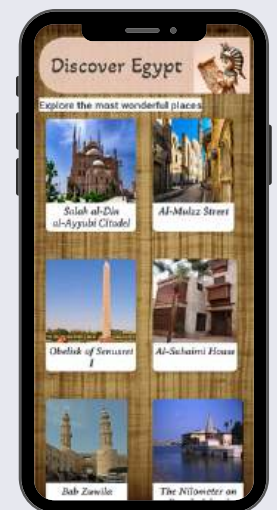 Discover Egypt
Explore the most wonderful places
Salah al-Din
al-Ayyubi Citadel
Al-Muizz Street
Obelisk of Senusret
I
Al-Suhaimi House
Bab Zuwila
The Nilometer on